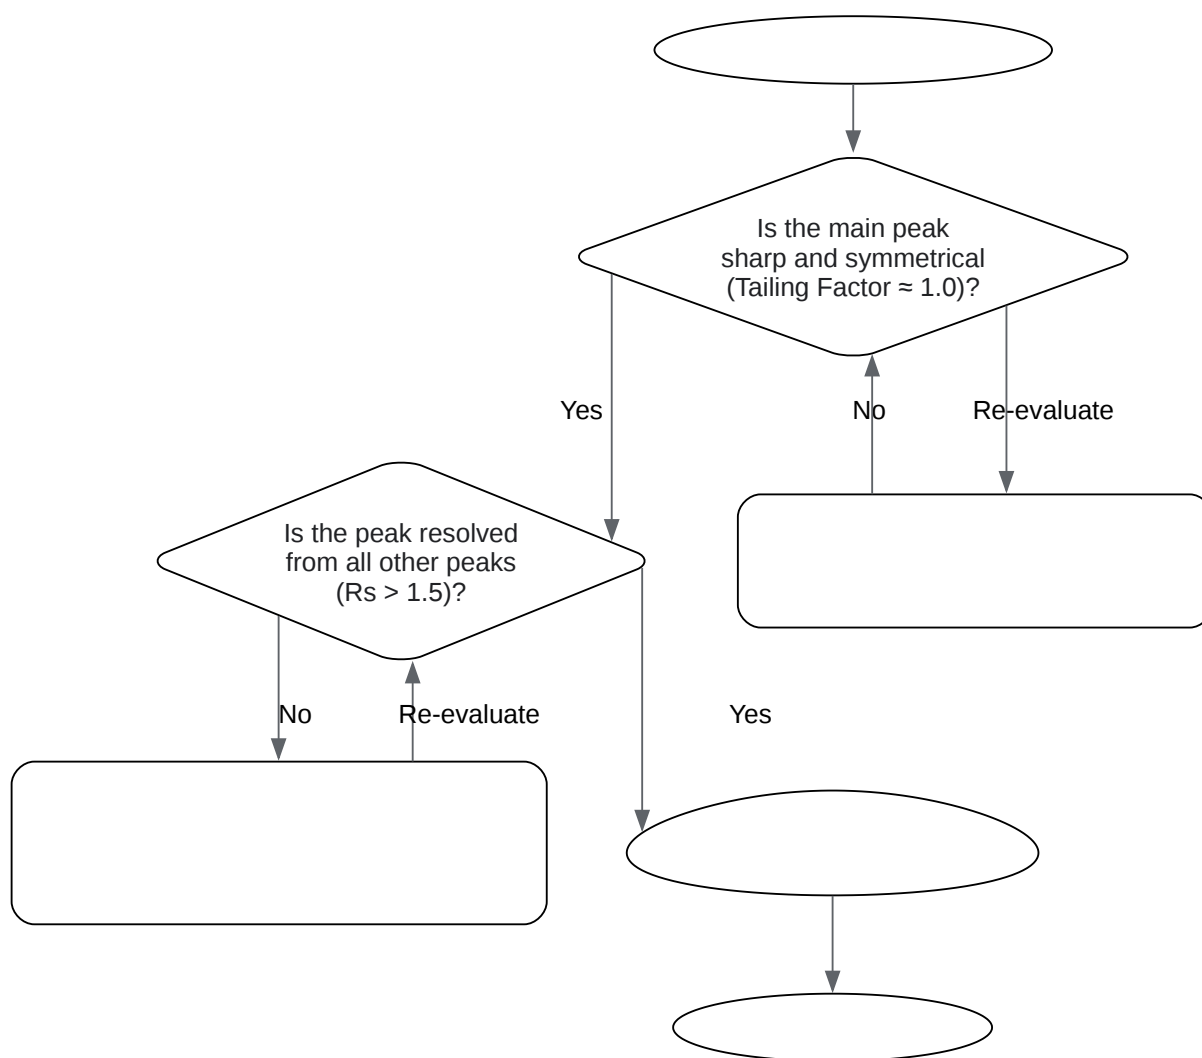 Is the main peak
sharp and symmetrical
(Tailing Factor ≈ 1.0)?
Yes
No
Re-evaluate
Is the peak resolved
from all other peaks
(Rs > 1.5)?
No
Re-evaluate
Yes